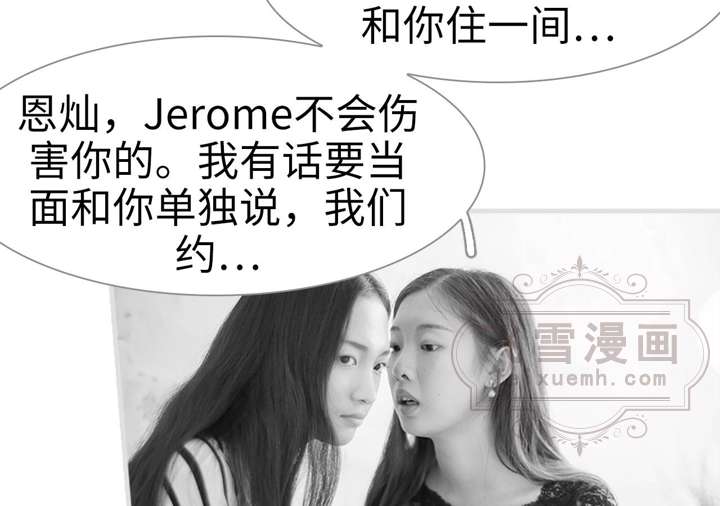 和你住一间...
恩灿，Jerome不会伤
害你的。我有话要当
面和你单独说，我们
约...
雪漫画
xuemh.com